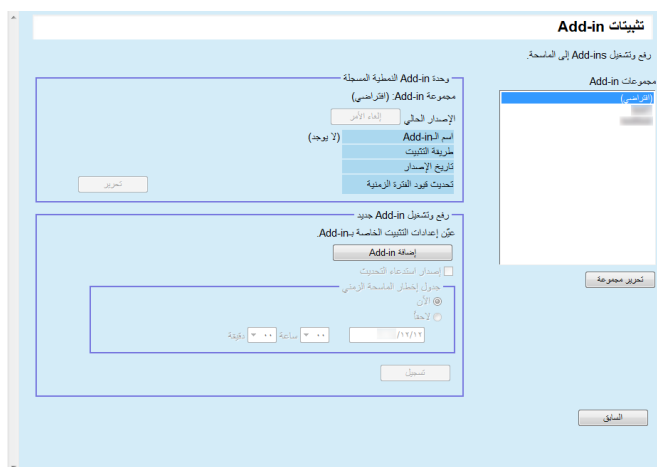 تثبيتات Add-in
رفع وتشغيل Add-ins إلى الماسحة.
مجموعات Add-in
(افتراضي)
تحرير مجموعة
السابق
وحدة Add-in النمطية المسجلة
مجموعة Add-in: (افتراضي)
الإصدار الحالي إلغاء الأمر
اسم الـAdd-in (لا يوجد)
طريقة التثبيت
تاريخ الإصدار
تحديث قيود الفترة الزمنية تحرير
رفع وتشغيل Add-in جديد
عيّن إعدادات التثبيت الخاصة بـAdd-in.
إضافة Add-in
إصدار استدعاء التحديث
جدول إخطار الماسحة الزمني
الآن
لاحقاً
/١٢/١٢ ٠٠ ساعة ٠٠ دقيقة
تسجيل